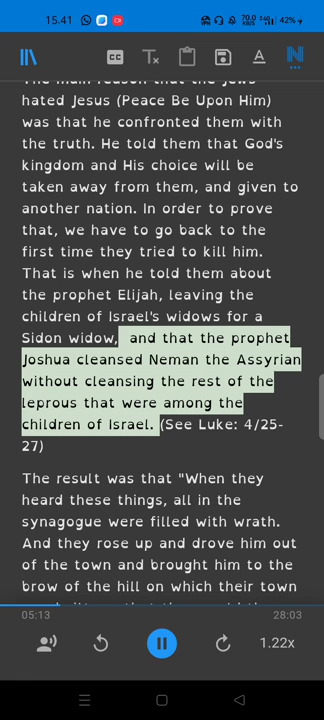 15.41
70.0 KB/S
42%
CC
N
The main reason that the Jews
hated Jesus (Peace Be Upon Him)
was that he confronted them with
the truth. He told them that God's
kingdom and His choice will be
taken away from them, and given to
another nation. In order to prove
that, we have to go back to the
first time they tried to kill him.
That is when he told them about
the prophet Elijah, leaving the
children of Israel's widows for a
Sidon widow, and that the prophet
Joshua cleansed Neman the Assyrian
without cleansing the rest of the
leprous that were among the
children of Israel. (See Luke: 4/25-
27)
The result was that "When they
heard these things, all in the
synagogue were filled with wrath.
And they rose up and drove him out
of the town and brought him to the
brow of the hill on which their town
05:13
28:03
1.22x